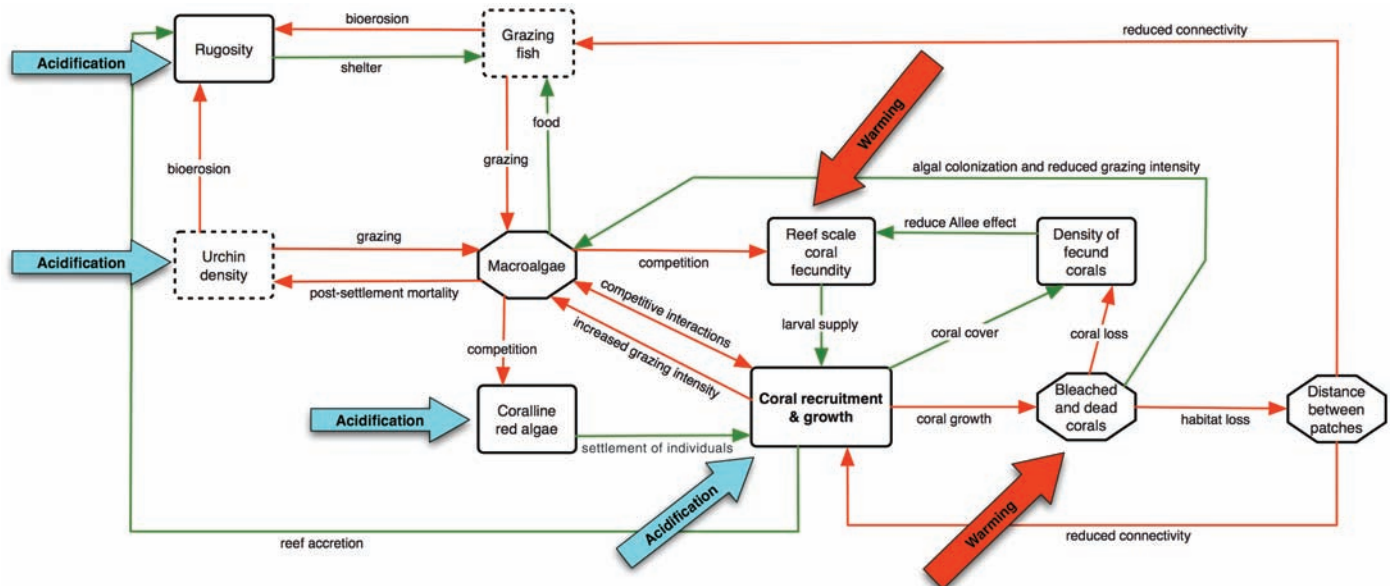 bioerosion
Grazing
fish
reduced connectivity
Rugosity
Acidification
shelter
Warming
food
grazing
algal colonization and reduced grazing intensity
bioerosion
reduce Allee effect
Reef scale
coral
fecundity
Density of
fecund
corals
grazing
Acidification
Urchin
density
Macroalgae
competition
post-settlement mortality
competitive interactions
larval supply
coral cover
coral loss
increased grazing intensity
competition
Coral recruitment
& growth
Bleached
and dead
corals
Distance
between
patches
Acidification
Coralline
red algae
coral growth
habitat loss
settlement of individuals
Acidification
Warming
reef accretion
reduced connectivity